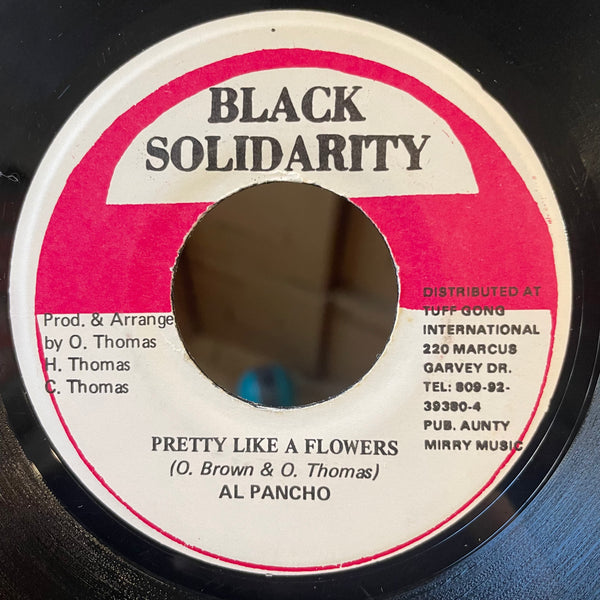 BLACK
SOLIDARITY
Prod. & Arrange
by O. Thomas
H. Thomas
C. Thomas
DISTRIBUTED AT
TUFF GONG
INTERNATIONAL
220 MARCUS
GARVEY DR.
TEL: 809-92-
39380-4
PUB. AUNTY
MIRRY MUSIC
PRETTY LIKE A FLOWERS
(O. Brown & O. Thomas)
AL PANCHO